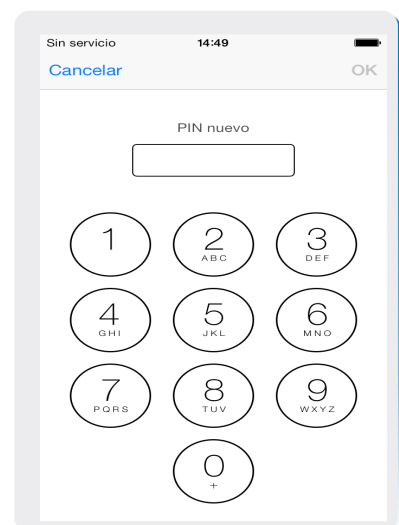 Sin servicio 14:49
Cancelar OK
PIN nuevo
1 2 3
ABC DEF
4 5 6
GHI JKL MNO
7 8 9
PQRS TUV WXYZ
0
+